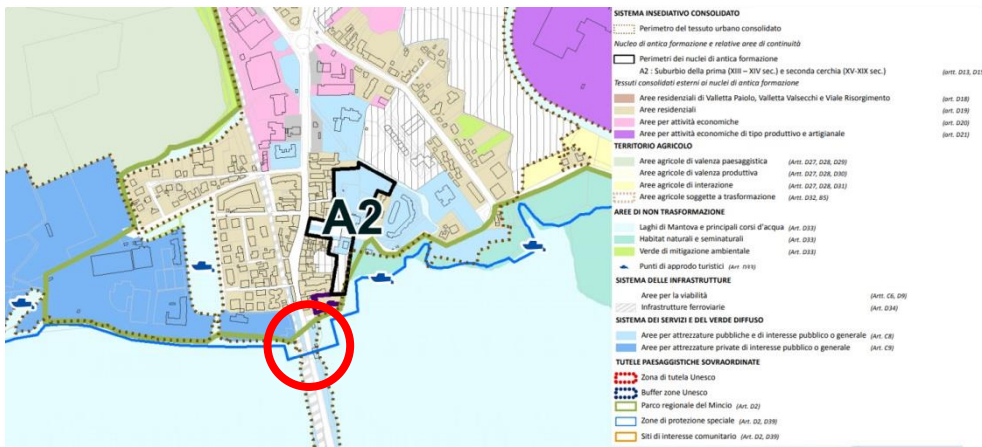 A2
SISTEMA INSEDIATIVO CONSOLIDATO
Perimetro del tessuto urbano consolidato
Nucleo di antica formazione e relative aree di continuità
Perimetri dei nuclei di antica formazione
A2 : Suburbio della prima (XIII – XIV sec.) e seconda cerchia (XV-XIX sec.) (artt. D13, D15
Tessuti consolidati esterni ai nuclei di antica formazione
Aree residenziali di Valletta Paiolo, Valletta Valsecchi e Viale Risorgimento (art. D18)
Aree residenziali (art. D19)
Aree per attività economiche (art. D20)
Aree per attività economiche di tipo produttivo e artigianale (art. D21)
TERRITORIO AGRICOLO
Aree agricole di valenza paesaggistica (Artt. D27, D28, D29)
Aree agricole di valenza produttiva (Artt. D27, D28, D30)
Aree agricole di interazione (Artt. D27, D28, D31)
Aree agricole soggette a trasformazione (Artt. D32, B5)
AREE DI NON TRASFORMAZIONE
Laghi di Mantova e principali corsi d'acqua (Art. D33)
Habitat naturali e seminaturali (Art. D33)
Verde di mitigazione ambientale (Art. D33)
Punti di approdo turistici (Art. D33)
SISTEMA DELLE INFRASTRUTTURE
Aree per la viabilità (Artt. C6, D9)
Infrastrutture ferroviarie (Art. D34)
SISTEMA DEI SERVIZI E DEL VERDE DIFFUSO
Aree per attrezzature pubbliche e di interesse pubblico o generale (Art. C8)
Aree per attrezzature private di interesse pubblico o generale (Art. C9)
TUTELE PAESAGGISTICHE SOVRAORDINATE
Zona di tutela Unesco
Buffer zone Unesco
Parco regionale del Mincio (Art. D2)
Zone di protezione speciale (Art. D2, D39)
Siti di interesse comunitario (Art. D2, D39)